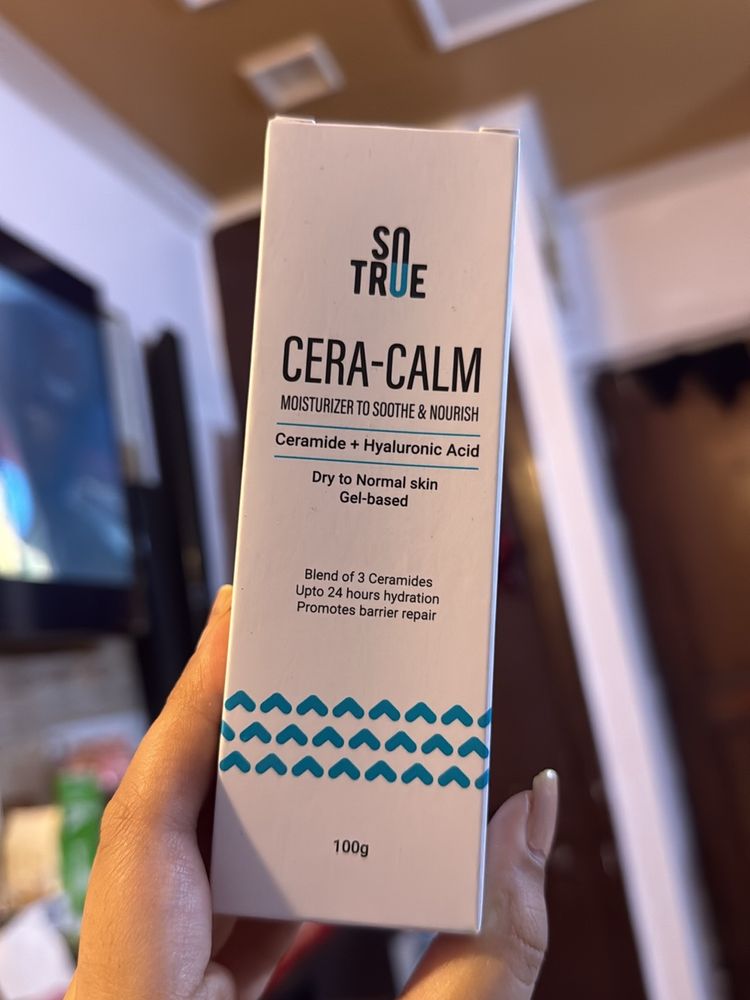 SO
TRUE
CERA-CALM
MOISTURIZER TO SOOTHE & NOURISH
Ceramide + Hyaluronic Acid
Dry to Normal skin
Gel-based
Blend of 3 Ceramides
Upto 24 hours hydration
Promotes barrier repair
100g